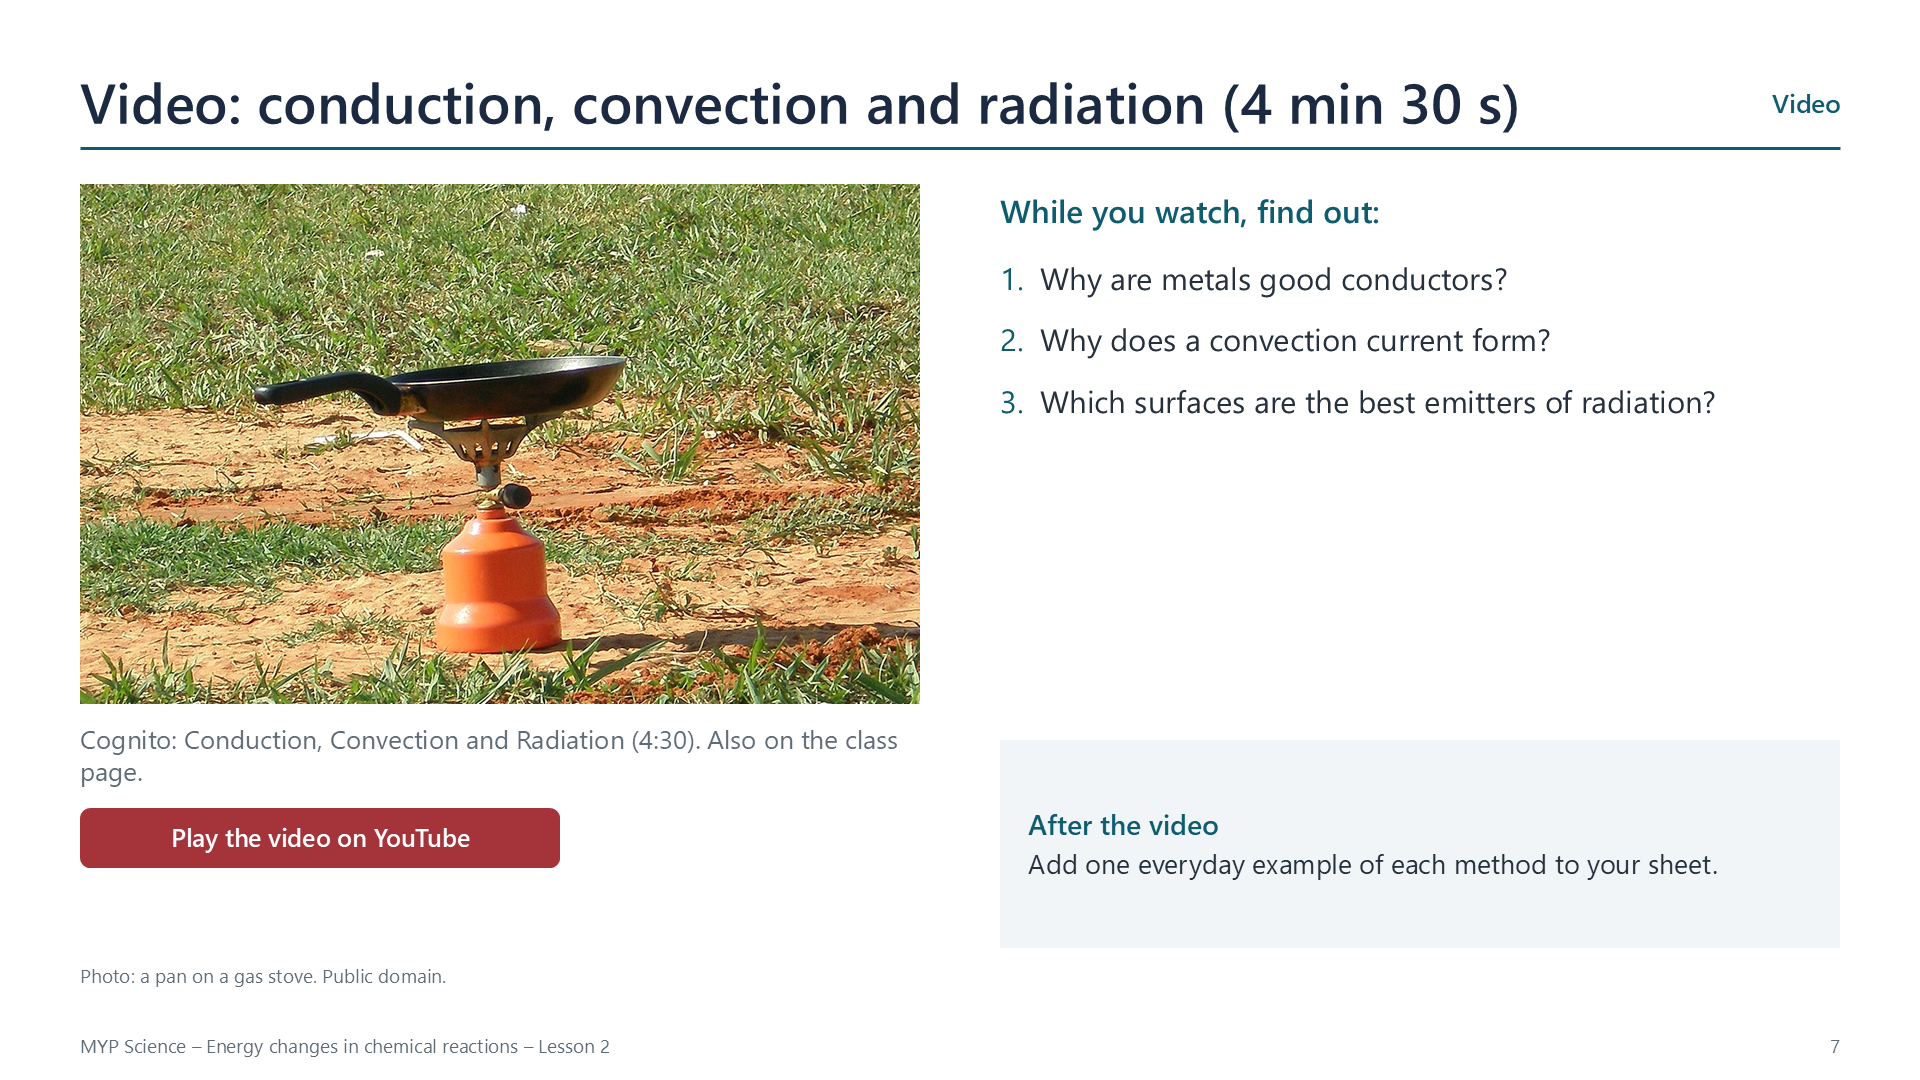 Video: conduction, convection and radiation (4 min 30 s)
Video
While you watch, find out:
1. Why are metals good conductors?
2. Why does a convection current form?
3. Which surfaces are the best emitters of radiation?
Cognito: Conduction, Convection and Radiation (4:30). Also on the class
page.
Play the video on YouTube
After the video
Add one everyday example of each method to your sheet.
Photo: a pan on a gas stove. Public domain.
MYP Science – Energy changes in chemical reactions – Lesson 2
7